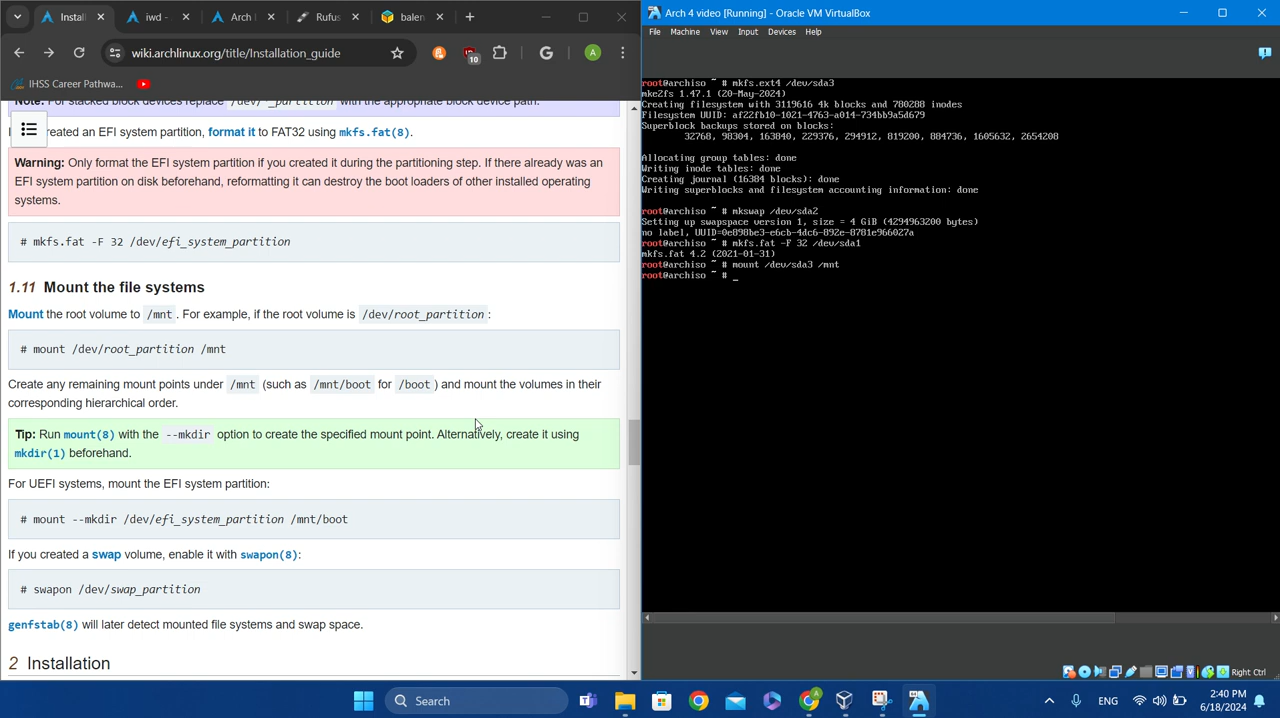 Install
iwd -
Arch l
Rufus
balen
wiki.archlinux.org/title/Installation_guide
10
G
A
IHSS Career Pathwa...
Note: For stacked block devices replace /dev/*_partition with the appropriate block device path.
created an EFI system partition, format it to FAT32 using mkfs.fat(8).
Warning: Only format the EFI system partition if you created it during the partitioning step. If there already was an
EFI system partition on disk beforehand, reformatting it can destroy the boot loaders of other installed operating
systems.
# mkfs.fat -F 32 /dev/efi_system_partition
1.11 Mount the file systems
Mount the root volume to /mnt. For example, if the root volume is /dev/root_partition:
# mount /dev/root_partition /mnt
Create any remaining mount points under /mnt (such as /mnt/boot for /boot) and mount the volumes in their
corresponding hierarchical order.
Tip: Run mount(8) with the --mkdir option to create the specified mount point. Alternatively, create it using
mkdir(1) beforehand.
For UEFI systems, mount the EFI system partition:
# mount --mkdir /dev/efi_system_partition /mnt/boot
If you created a swap volume, enable it with swapon(8):
# swapon /dev/swap_partition
genfstab(8) will later detect mounted file systems and swap space.
2 Installation
Arch 4 video [Running] - Oracle VM VirtualBox
File Machine View Input Devices Help
root@archiso ~ # mkfs.ext4 /dev/sda3
mke2fs 1.47.1 (20-May-2024)
Creating filesystem with 3119616 4k blocks and 780288 inodes
Filesystem UUID: af22fb10-1021-4763-a014-734bb9a5d679
Superblock backups stored on blocks:
32768, 98304, 163840, 229376, 294912, 819200, 884736, 1605632, 2654208
Allocating group tables: done
Writing inode tables: done
Creating journal (16384 blocks): done
Writing superblocks and filesystem accounting information: done
root@archiso ~ # mkswap /dev/sda2
Setting up swapspace version 1, size = 4 GiB (4294963200 bytes)
no label, UUID=0e898be3-e6cb-4dc6-892e-8781e966027a
root@archiso ~ # mkfs.fat -F 32 /dev/sda1
mkfs.fat 4.2 (2021-01-31)
root@archiso ~ # mount /dev/sda3 /mnt
root@archiso ~ # _
Right Ctrl
Search
ENG
2:40 PM
6/18/2024